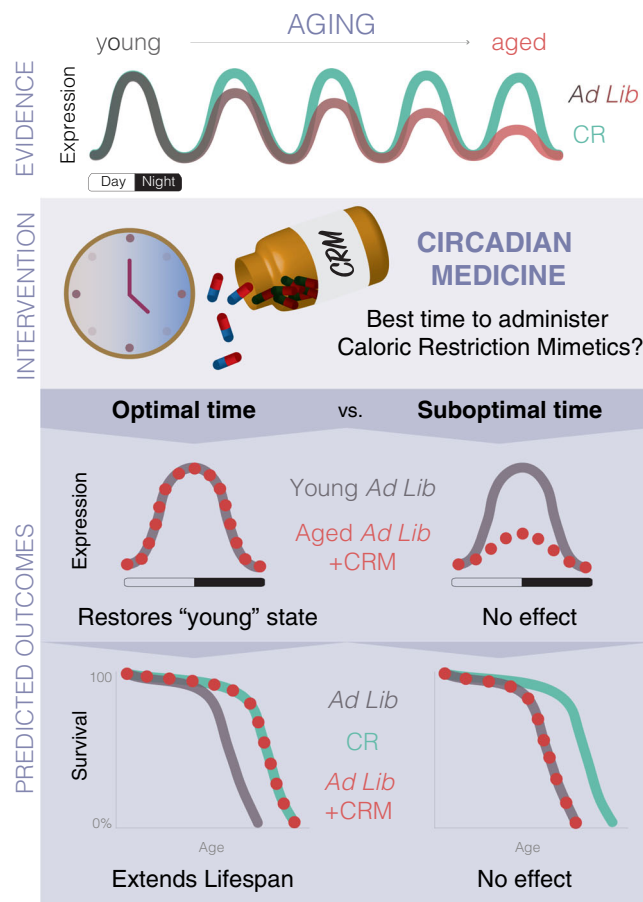 AGING
young
aged
EVIDENCE
Expression
Ad Lib
CR
Day
Night
INTERVENTION
CRM
CIRCADIAN
MEDICINE
Best time to administer
Caloric Restriction Mimetics?
Optimal time
vs.
Suboptimal time
PREDICTED OUTCOMES
Expression
Young Ad Lib
Aged Ad Lib
+CRM
Restores “young” state
No effect
100
Survival
0%
Age
Ad Lib
CR
Ad Lib
+CRM
Age
Extends Lifespan
No effect